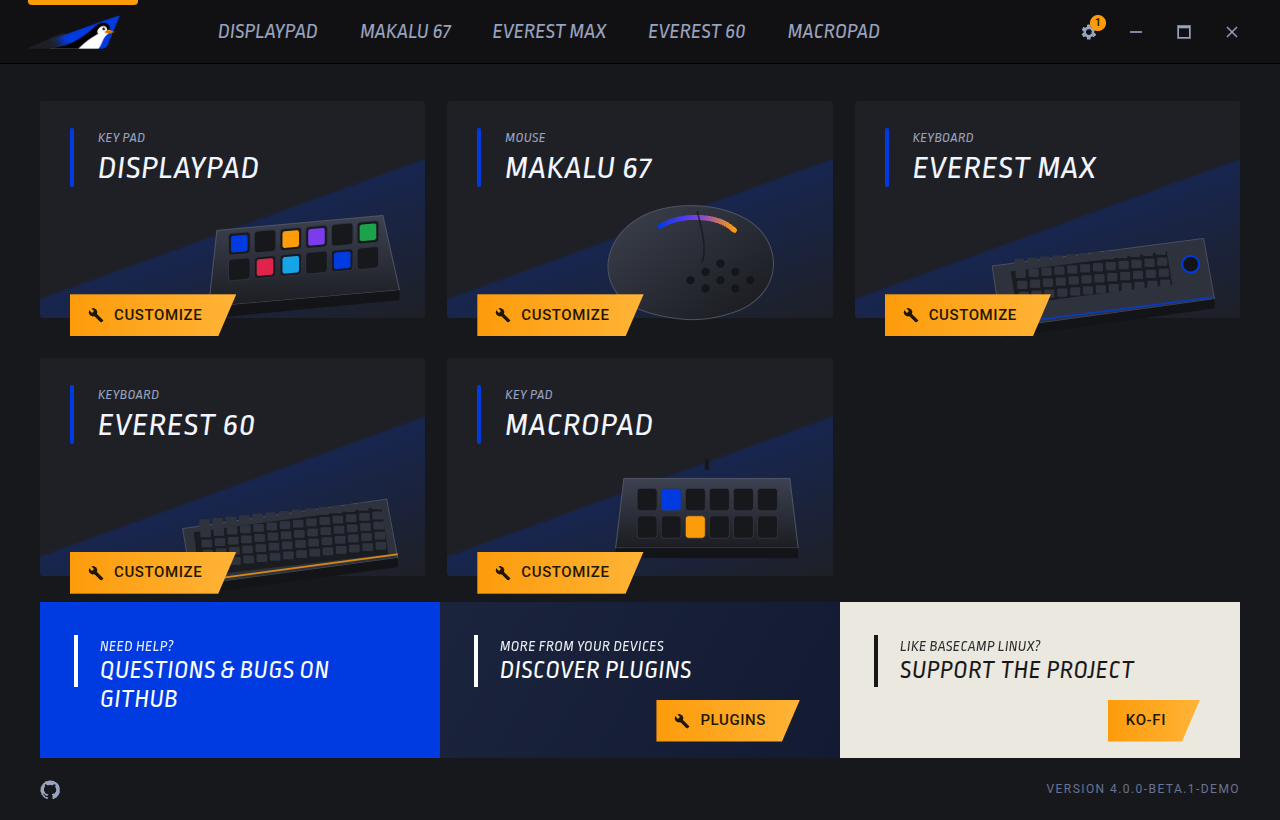 DISPLAYPAD MAKALU 67 EVEREST MAX EVEREST 60 MACROPAD 1
KEY PAD
DISPLAYPAD
CUSTOMIZE
MOUSE
MAKALU 67
CUSTOMIZE
KEYBOARD
EVEREST MAX
CUSTOMIZE
KEYBOARD
EVEREST 60
CUSTOMIZE
KEY PAD
MACROPAD
CUSTOMIZE
NEED HELP?
QUESTIONS & BUGS ON
GITHUB
MORE FROM YOUR DEVICES
DISCOVER PLUGINS
PLUGINS
LIKE BASECAMP LINUX?
SUPPORT THE PROJECT
KO-FI
VERSION 4.0.0-BETA.1-DEMO